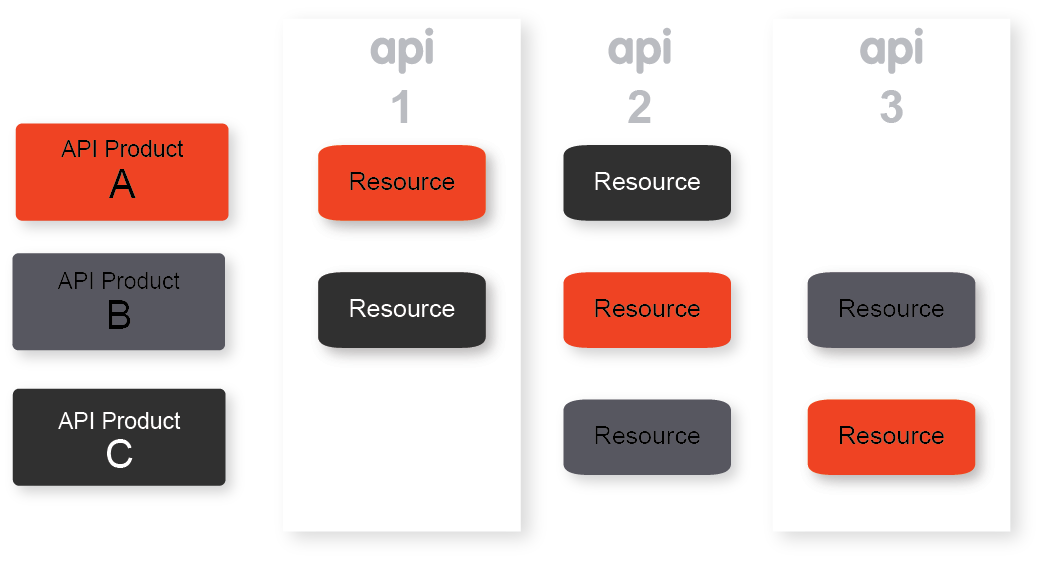 api
1
api
2
api
3
API Product
A
Resource
Resource
API Product
B
Resource
Resource
Resource
API Product
C
Resource
Resource